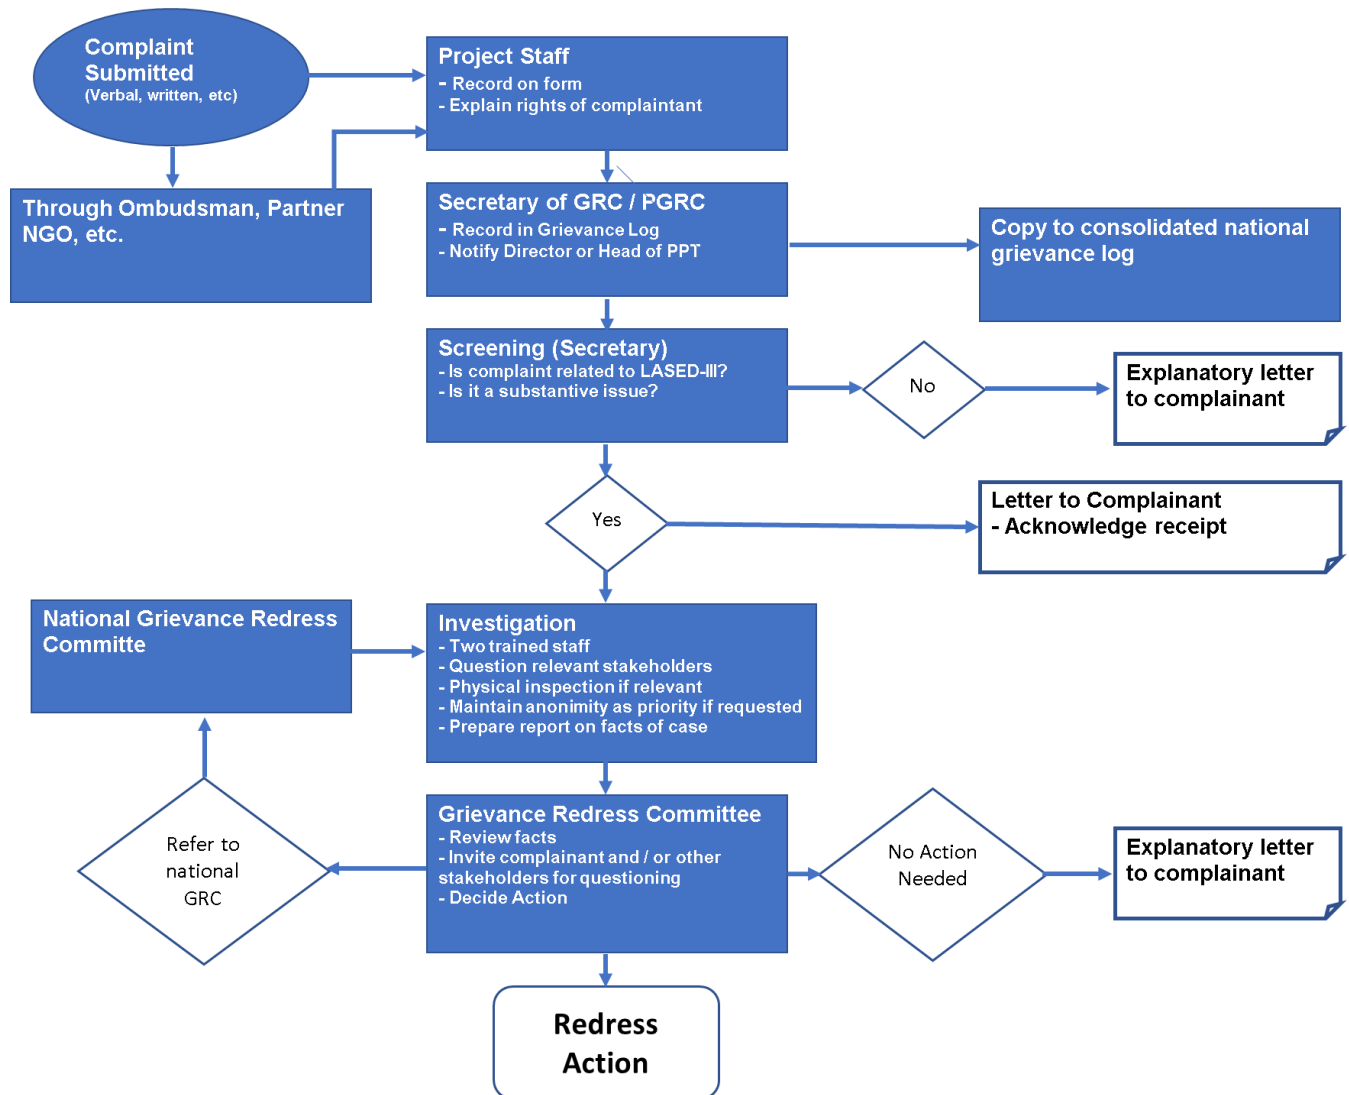 Complaint
Submitted
(Verbal, written, etc)
Project Staff
- Record on form
- Explain rights of complaintant
Through Ombudsman, Partner
NGO, etc.
Secretary of GRC / PGRC
- Record in Grievance Log
- Notify Director or Head of PPT
Copy to consolidated national
grievance log
Screening (Secretary)
- Is complaint related to LASED-III?
- Is it a substantive issue?
No
Explanatory letter
to complainant
Yes
Letter to Complainant
- Acknowledge receipt
National Grievance Redress
Committe
Investigation
- Two trained staff
- Question relevant stakeholders
- Physical inspection if relevant
- Maintain anonimity as priority if requested
- Prepare report on facts of case
Refer to
national
GRC
Grievance Redress Committee
- Review facts
- Invite complainant and / or other
stakeholders for questioning
- Decide Action
No Action
Needed
Explanatory letter
to complainant
Redress
Action